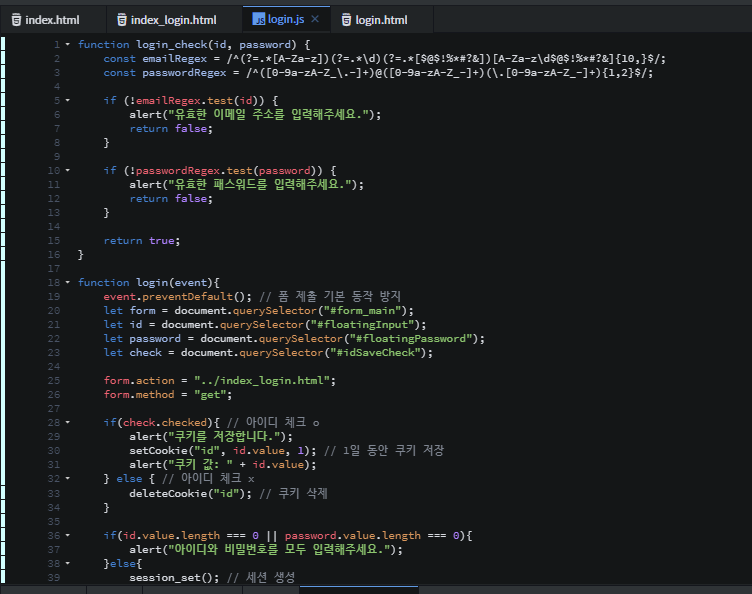 index.html index_login.html JS login.js × login.html
1 function login_check(id, password) {
2 const emailRegex = /^(?=.*[A-Za-z])(?=.*\d)(?=.*[$@$!%*#?&])[A-Za-z\d$@$!%*#?&]{10,}$/;
3 const passwordRegex = /^([0-9a-zA-Z_\.-]+)@([0-9a-zA-Z_-]+)(\.[0-9a-zA-Z_-]+){1,2}$/;
4
5 if (!emailRegex.test(id)) {
6 alert("유효한 이메일 주소를 입력해주세요.");
7 return false;
8 }
9
10 if (!passwordRegex.test(password)) {
11 alert("유효한 패스워드를 입력해주세요.");
12 return false;
13 }
14
15 return true;
16 }
17
18 function login(event){
19 event.preventDefault(); // 폼 제출 기본 동작 방지
20 let form = document.querySelector("#form_main");
21 let id = document.querySelector("#floatingInput");
22 let password = document.querySelector("#floatingPassword");
23 let check = document.querySelector("#idSaveCheck");
24
25 form.action = "../index_login.html";
26 form.method = "get";
27
28 if(check.checked){ // 아이디 체크 o
29 alert("쿠키를 저장합니다.");
30 setCookie("id", id.value, 1); // 1일 동안 쿠키 저장
31 alert("쿠키 값: " + id.value);
32 } else { // 아이디 체크 x
33 deleteCookie("id"); // 쿠키 삭제
34 }
35
36 if(id.value.length === 0 || password.value.length === 0){
37 alert("아이디와 비밀번호를 모두 입력해주세요.");
38 }else{
39 session_set(); // 세션 생성